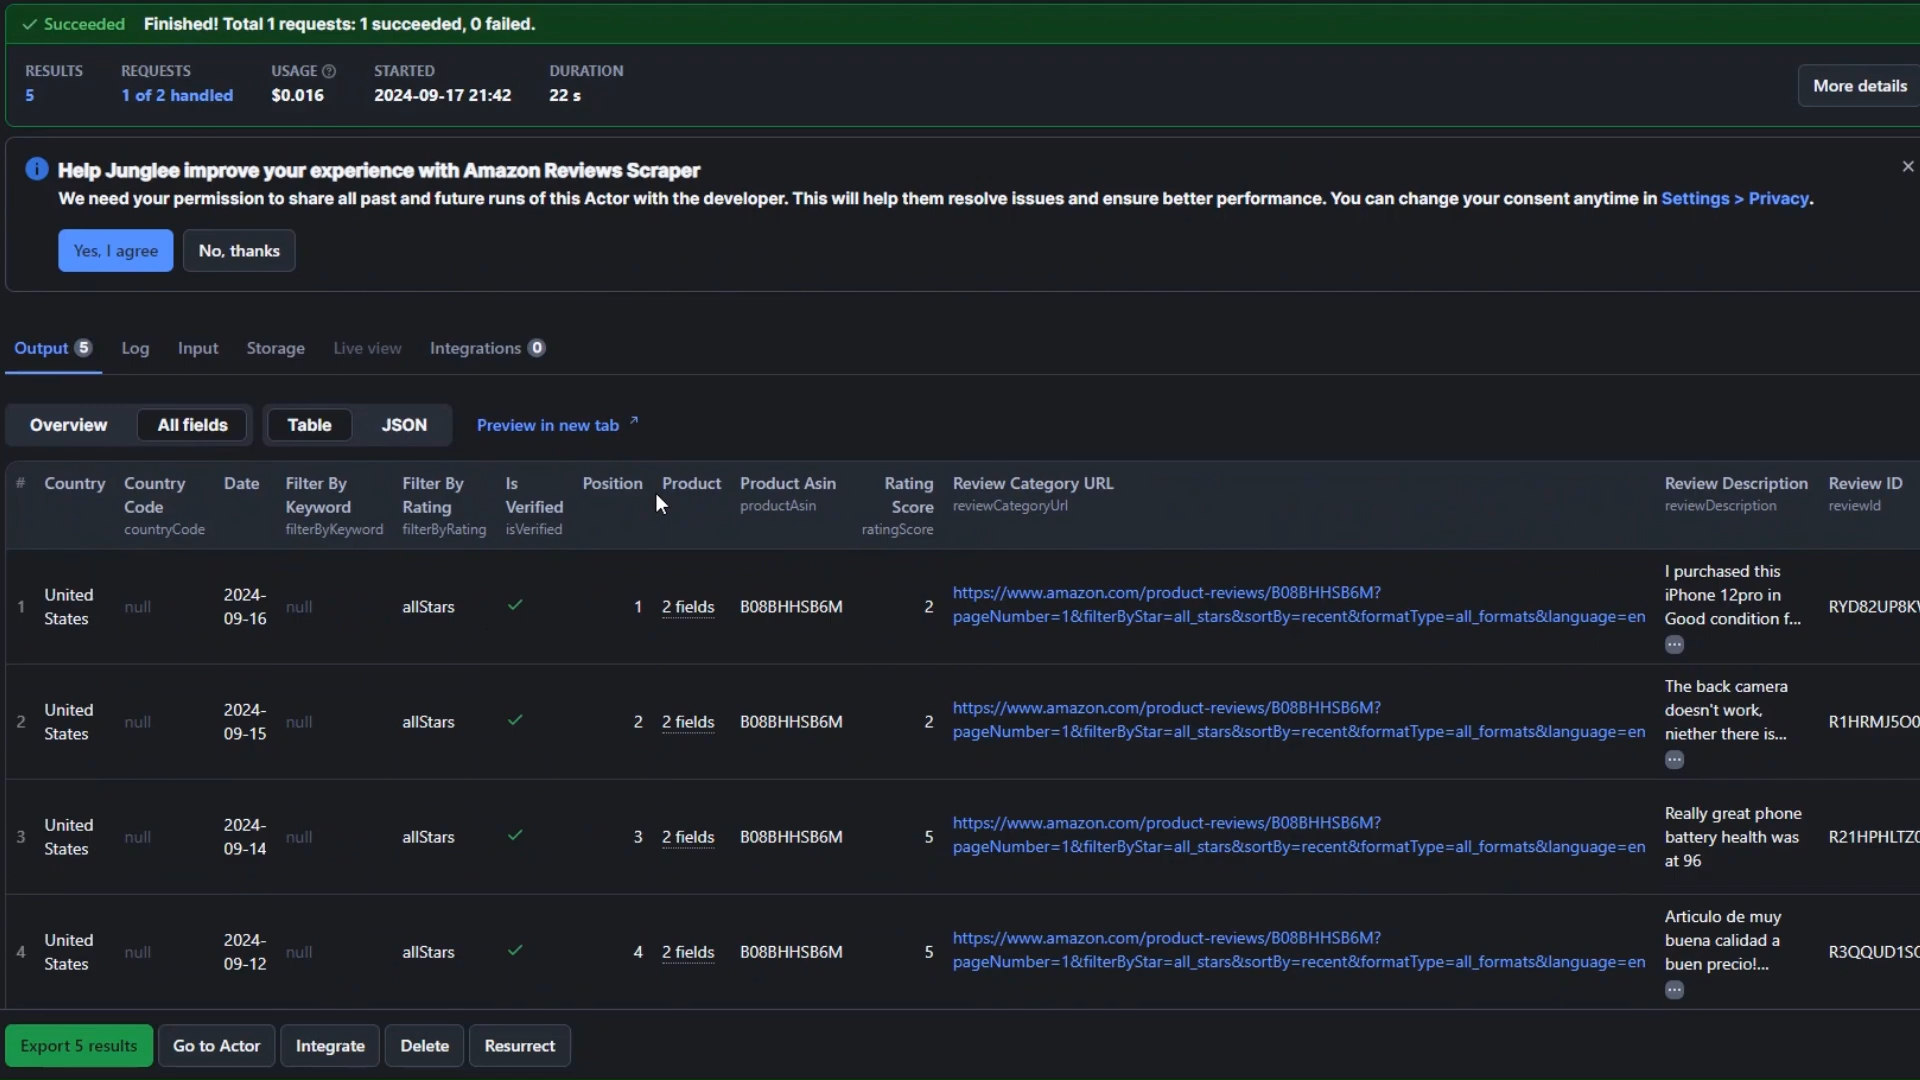 Succeeded Finished! Total 1 requests: 1 succeeded, 0 failed.
RESULTS REQUESTS USAGE STARTED DURATION
5 1 of 2 handled $0.016 2024-09-17 21:42 22 s
More details
Help Junglee improve your experience with Amazon Reviews Scraper
We need your permission to share all past and future runs of this Actor with the developer. This will help them resolve issues and ensure better performance. You can change your consent anytime in Settings > Privacy.
Yes, I agree No, thanks
Output 5 Log Input Storage Live view Integrations 0
Overview All fields Table JSON Preview in new tab
# Country Country Date Filter By Filter By Is Position Product Product Asin Rating Review Category URL Review Description Review ID
Code Keyword Rating Verified productAsin Score reviewCategoryUrl reviewDescription reviewId
countryCode filterByKeyword filterByRating isVerified ratingScore
I purchased this
United 2024- https://www.amazon.com/product-reviews/B08BHHSB6M? iPhone 12pro in
1 null null allStars 1 2 fields B08BHHSB6M 2 RYD82UP8K
States 09-16 pageNumber=1&filterByStar=all_stars&sortBy=recent&formatType=all_formats&language=en Good condition f...
The back camera
United 2024- https://www.amazon.com/product-reviews/B08BHHSB6M? doesn't work,
2 null null allStars 2 2 fields B08BHHSB6M 2 R1HRMJ5O0
States 09-15 pageNumber=1&filterByStar=all_stars&sortBy=recent&formatType=all_formats&language=en niether there is...
Really great phone
United 2024- https://www.amazon.com/product-reviews/B08BHHSB6M? battery health was
3 null null allStars 3 2 fields B08BHHSB6M 5 R21HPHLTZ
States 09-14 pageNumber=1&filterByStar=all_stars&sortBy=recent&formatType=all_formats&language=en at 96
Articulo de muy
United 2024- https://www.amazon.com/product-reviews/B08BHHSB6M? buena calidad a
4 null null allStars 4 2 fields B08BHHSB6M 5 R3QQUD1S
States 09-12 pageNumber=1&filterByStar=all_stars&sortBy=recent&formatType=all_formats&language=en buen precio!...
Export 5 results Go to Actor Integrate Delete Resurrect